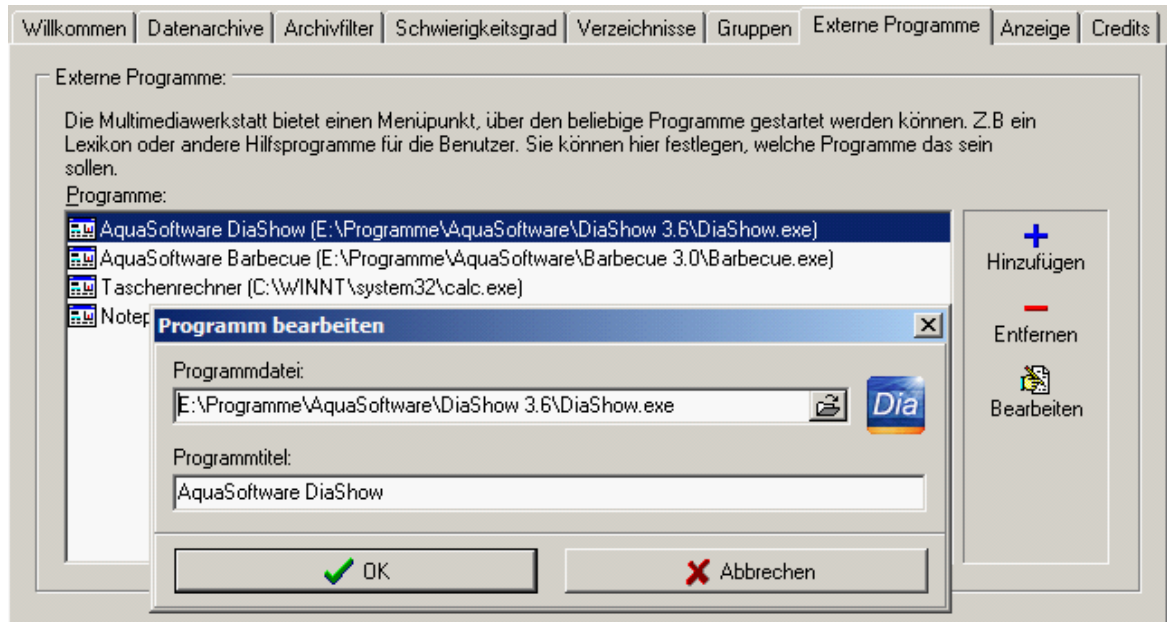 Willkommen Datenarchive Archivfilter Schwierigkeitsgrad Verzeichnisse Gruppen Externe Programme Anzeige Credits
Externe Programme:
Die Multimediawerkstatt bietet einen Menüpunkt, über den beliebige Programme gestartet werden können. Z.B ein
Lexikon oder andere Hilfsprogramme für die Benutzer. Sie können hier festlegen, welche Programme das sein
sollen.
Programme:
AquaSoftware DiaShow (E:\Programme\AquaSoftware\DiaShow 3.6\DiaShow.exe)
AquaSoftware Barbecue (E:\Programme\AquaSoftware\Barbecue 3.0\Barbecue.exe)
Taschenrechner (C:\WINNT\system32\calc.exe)
Hinzufügen
Entfernen
Bearbeiten
Programm bearbeiten
Programmdatei:
E:\Programme\AquaSoftware\DiaShow 3.6\DiaShow.exe
Dia
Programmtitel:
AquaSoftware DiaShow
OK
Abbrechen